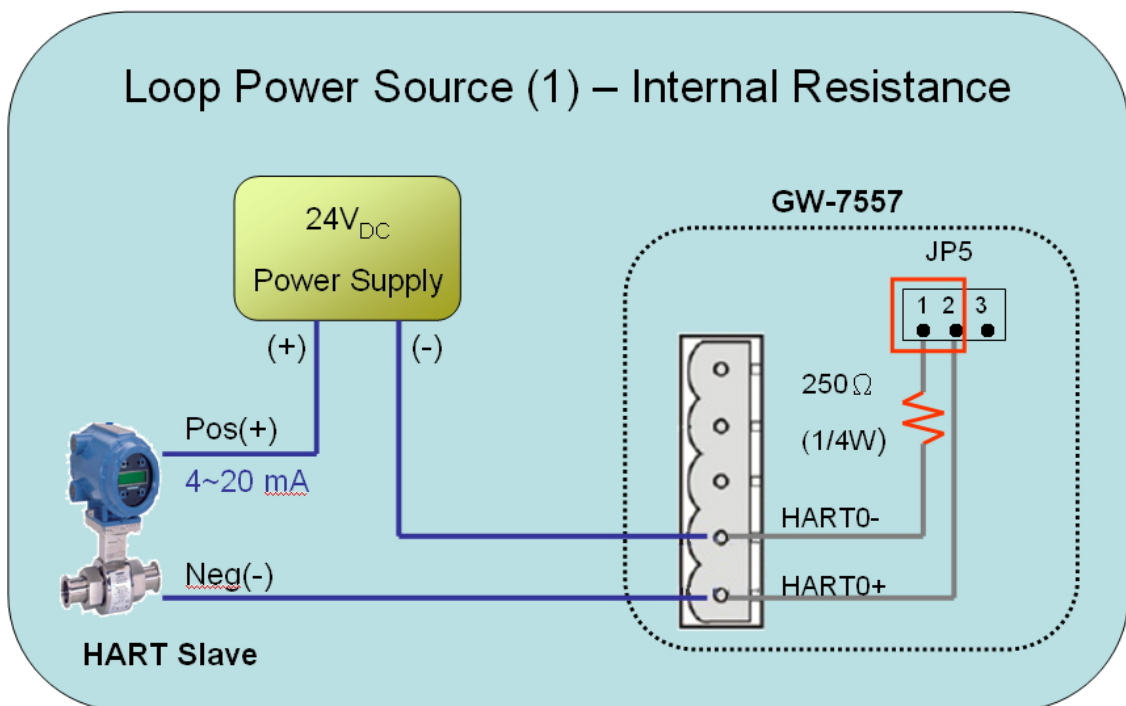 Loop Power Source (1) – Internal Resistance
24V_DC
Power Supply
(+)
(-)
GW-7557
JP5
1 2 3
250Ω
(1/4W)
Pos(+)
4~20 mA
HART0-
Neg(-)
HART0+
HART Slave